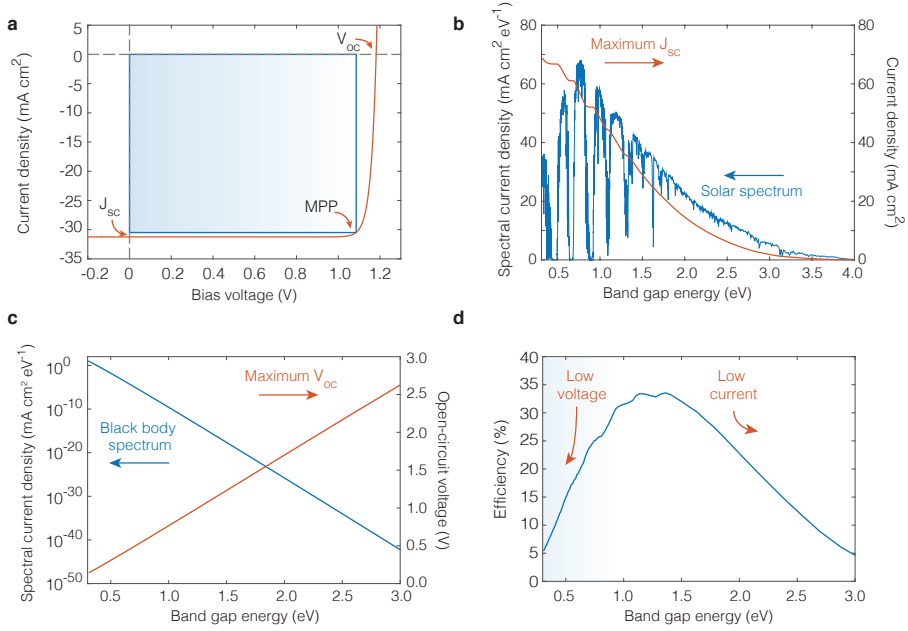 a
Current density (mA cm²)
5
0
-5
-10
-15
-20
-25
-30
-35
V_oc
J_sc
MPP
-0.2 0 0.2 0.4 0.6 0.8 1.0 1.2
Bias voltage (V)
b
Spectral current density (mA cm² eV⁻¹)
80
60
40
20
0
Maximum J_sc
Solar spectrum
80
60
40
20
0
Current density (mA cm²)
0.5 1.0 1.5 2.0 2.5 3.0 3.5 4.0
Band gap energy (eV)
c
Spectral current density (mA cm² eV⁻¹)
10⁰
10⁻¹⁰
10⁻²⁰
10⁻³⁰
10⁻⁴⁰
10⁻⁵⁰
Maximum V_oc
Black body
spectrum
3.0
2.5
2.0
1.5
1.0
0.5
0.0
Open-circuit voltage (V)
0.5 1.0 1.5 2.0 2.5 3.0
Band gap energy (eV)
d
Efficiency (%)
40
35
30
25
20
15
10
5
0
Low
voltage
Low
current
0.5 1.0 1.5 2.0 2.5 3.0
Band gap energy (eV)